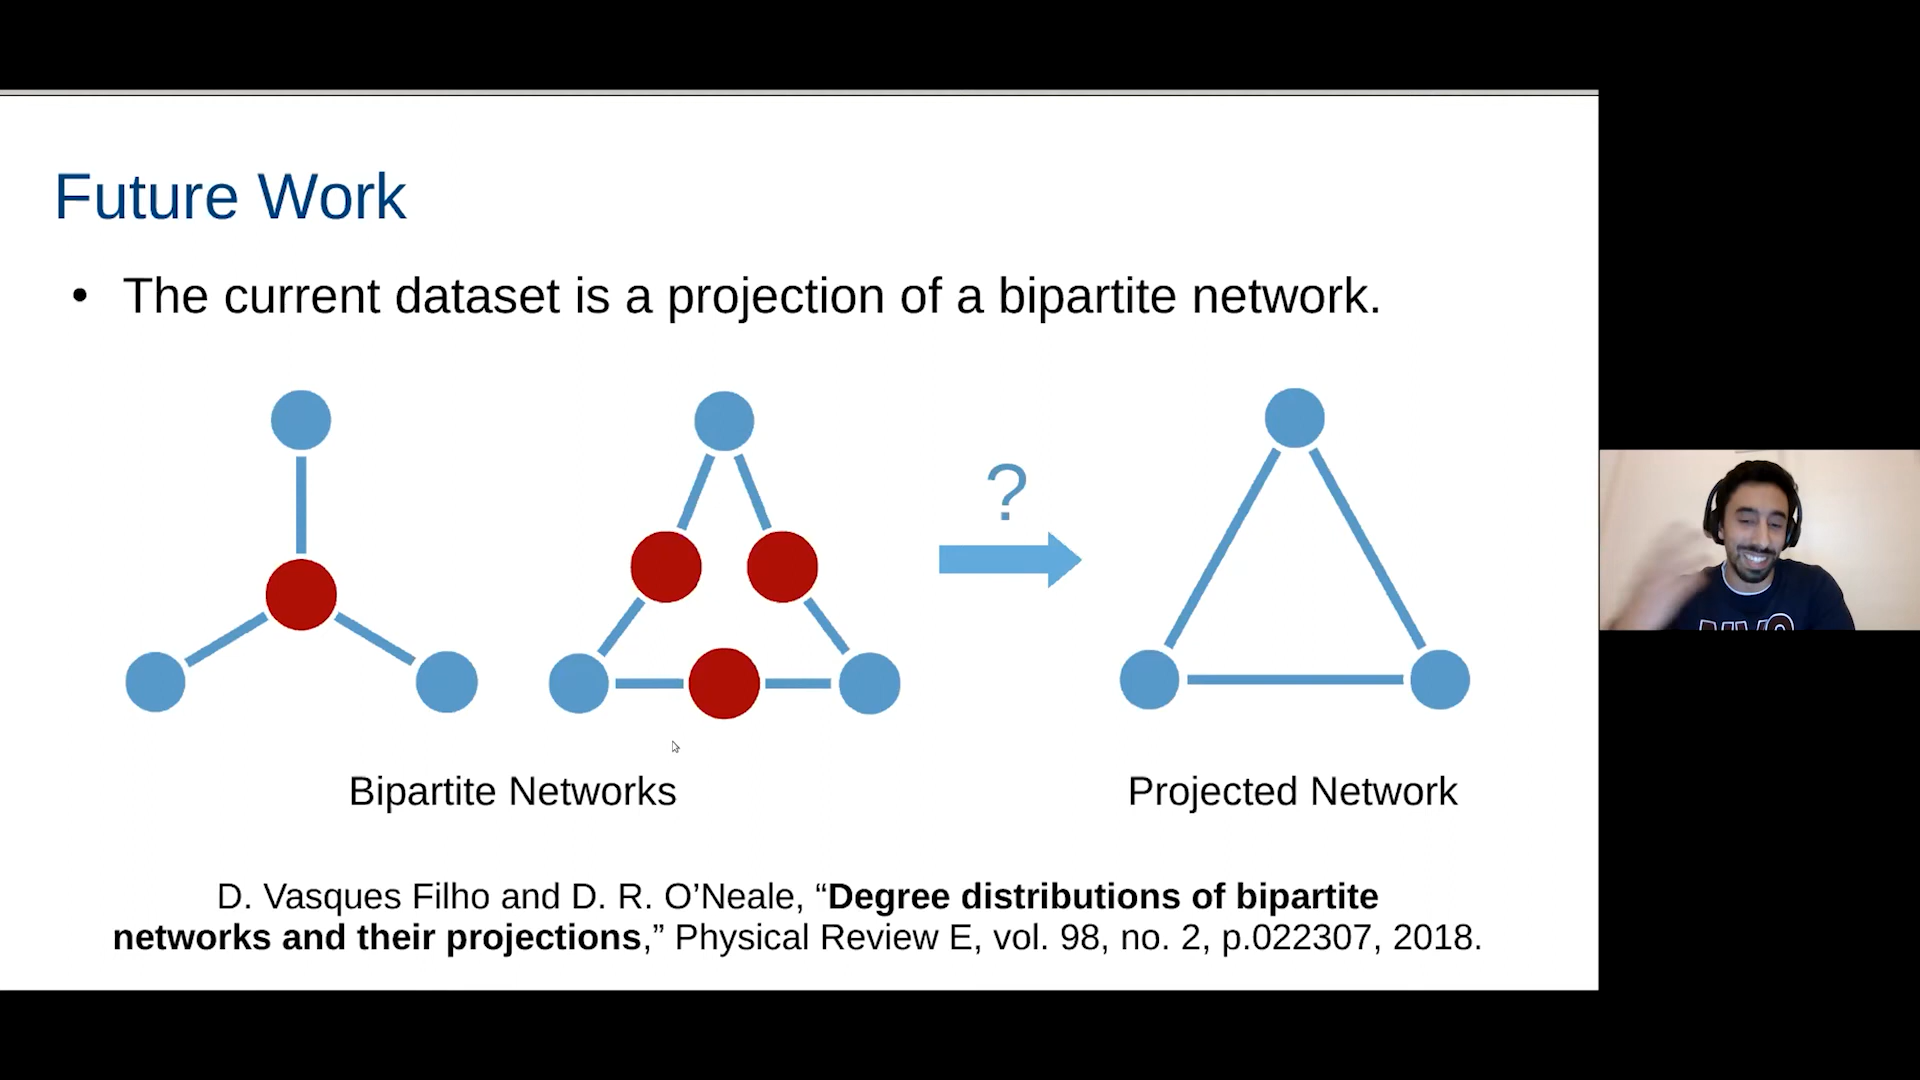 Future Work
• The current dataset is a projection of a bipartite network.
?
Bipartite Networks
Projected Network
D. Vasques Filho and D. R. O’Neale, “Degree distributions of bipartite
networks and their projections,” Physical Review E, vol. 98, no. 2, p.022307, 2018.